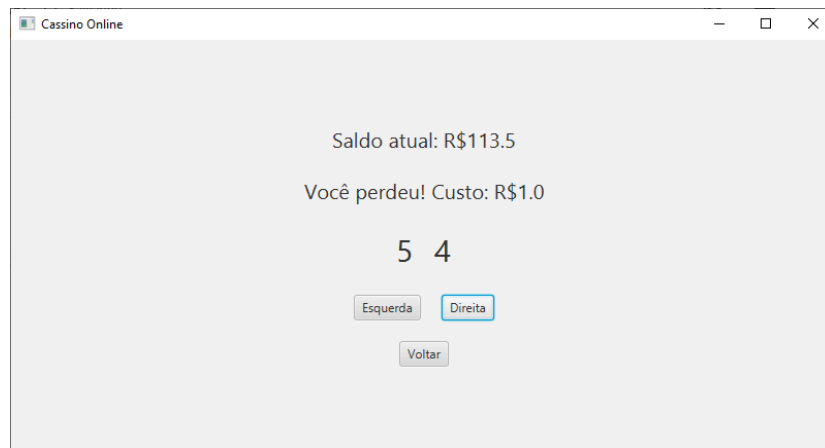 Cassino Online
Saldo atual: R$113.5
Você perdeu! Custo: R$1.0
5 4
Esquerda Direita
Voltar